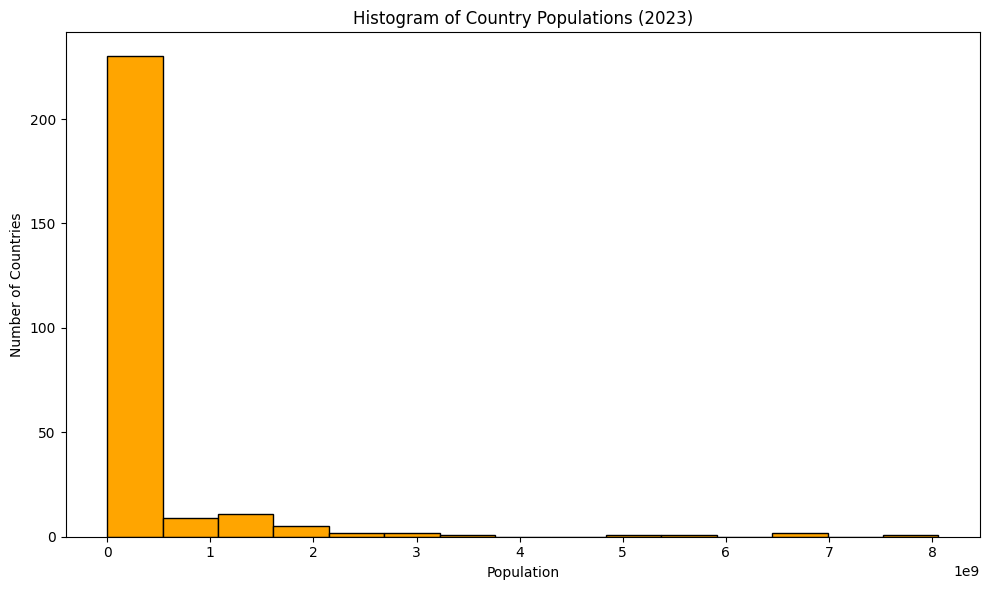 Histogram of Country Populations (2023)
Number of Countries
200
150
100
50
0
0 1 2 3 4 5 6 7 8
1e9
Population